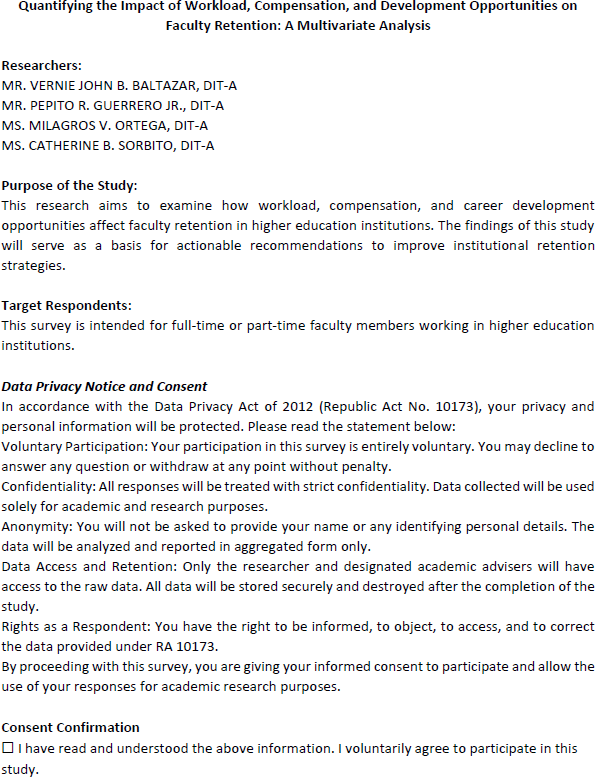 Quantifying the Impact of Workload, Compensation, and Development Opportunities on
Faculty Retention: A Multivariate Analysis
Researchers:
MR. VERNIE JOHN B. BALTAZAR, DIT-A
MR. PEPITO R. GUERRERO JR., DIT-A
MS. MILAGROS V. ORTEGA, DIT-A
MS. CATHERINE B. SORBITO, DIT-A
Purpose of the Study:
This research aims to examine how workload, compensation, and career development
opportunities affect faculty retention in higher education institutions. The findings of this study
will serve as a basis for actionable recommendations to improve institutional retention
strategies.
Target Respondents:
This survey is intended for full-time or part-time faculty members working in higher education
institutions.
Data Privacy Notice and Consent
In accordance with the Data Privacy Act of 2012 (Republic Act No. 10173), your privacy and
personal information will be protected. Please read the statement below:
Voluntary Participation: Your participation in this survey is entirely voluntary. You may decline to
answer any question or withdraw at any point without penalty.
Confidentiality: All responses will be treated with strict confidentiality. Data collected will be used
solely for academic and research purposes.
Anonymity: You will not be asked to provide your name or any identifying personal details. The
data will be analyzed and reported in aggregated form only.
Data Access and Retention: Only the researcher and designated academic advisers will have
access to the raw data. All data will be stored securely and destroyed after the completion of the
study.
Rights as a Respondent: You have the right to be informed, to object, to access, and to correct
the data provided under RA 10173.
By proceeding with this survey, you are giving your informed consent to participate and allow the
use of your responses for academic research purposes.
Consent Confirmation
☐ I have read and understood the above information. I voluntarily agree to participate in this
study.